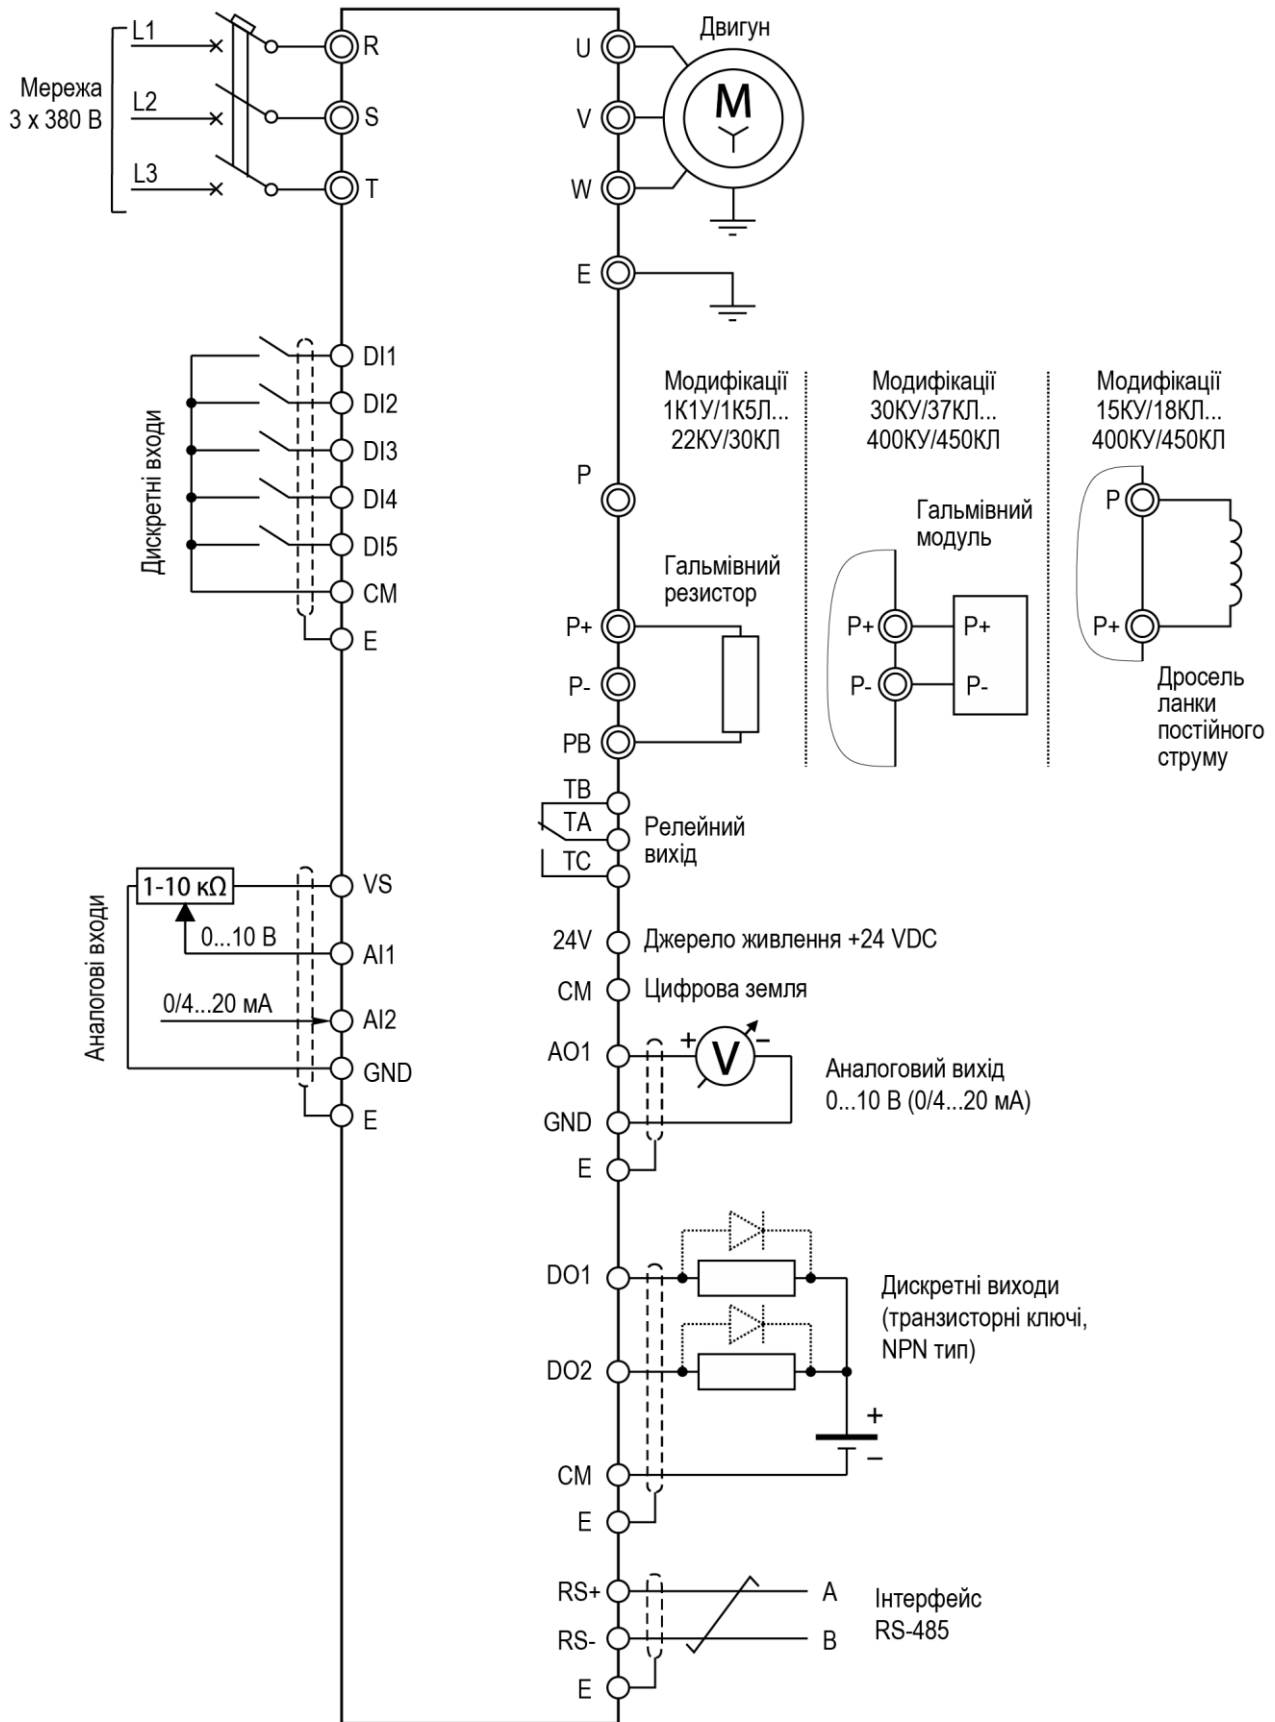 Мережа
3 x 380 В
L1
L2
L3
R
S
T
U
V
W
E
Двигун
M
Дискретні входи
DI1
DI2
DI3
DI4
DI5
CM
E
P
P+
P-
PB
Модифікації
1К1У/1К5Л...
22КУ/30КЛ
Гальмівний
резистор
Модифікації
30КУ/37КЛ...
400КУ/450КЛ
Гальмівний
модуль
P+
P-
P+
P-
Модифікації
15КУ/18КЛ...
400КУ/450КЛ
P
P+
Дросель
ланки
постійного
струму
TB
TA
TC
Релейний
вихід
Аналогові входи
1-10 кΩ
0...10 В
0/4...20 мА
VS
AI1
AI2
GND
E
24V
Джерело живлення +24 VDC
CM
Цифрова земля
AO1
GND
E
+
V
−
Аналоговий вихід
0...10 В (0/4...20 мА)
DO1
DO2
CM
E
+
−
Дискретні виходи
(транзисторні ключі,
NPN тип)
RS+
RS-
E
A
B
Інтерфейс
RS-485